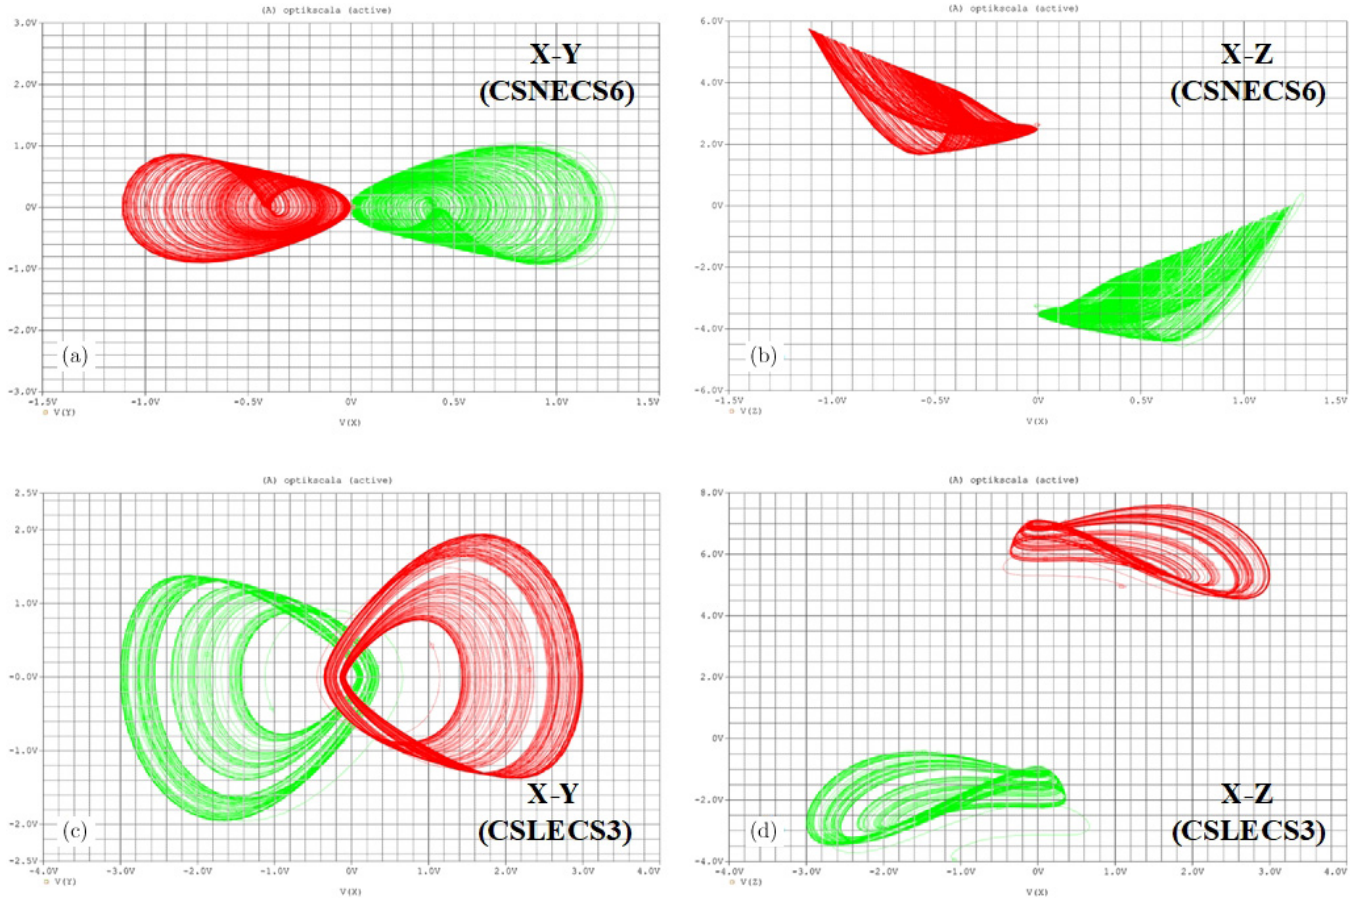 (A) optikscala (active)
3.0V
2.0V
1.0V
0V
-1.0V
-2.0V
-3.0V
-1.5V -1.0V -0.5V 0V 0.5V 1.0V 1.5V
V(Y)
V(X)
X-Y
(CSNECS6)
(a)
(A) optikscala (active)
6.0V
4.0V
2.0V
0V
-2.0V
-4.0V
-6.0V
-1.5V -1.0V -0.5V 0V 0.5V 1.0V 1.5V
V(Z)
V(X)
X-Z
(CSNECS6)
(b)
(A) optikscala (active)
2.5V
2.0V
1.0V
-0.0V
-1.0V
-2.0V
-2.5V
-4.0V -3.0V -2.0V -1.0V 0V 1.0V 2.0V 3.0V 4.0V
V(Y)
V(X)
X-Y
(CSLECS3)
(c)
(A) optikscala (active)
8.0V
6.0V
4.0V
2.0V
0V
-2.0V
-4.0V
-3.0V -2.0V -1.0V 0V 1.0V 2.0V 3.0V 4.0V
V(Z)
V(X)
X-Z
(CSLECS3)
(d)